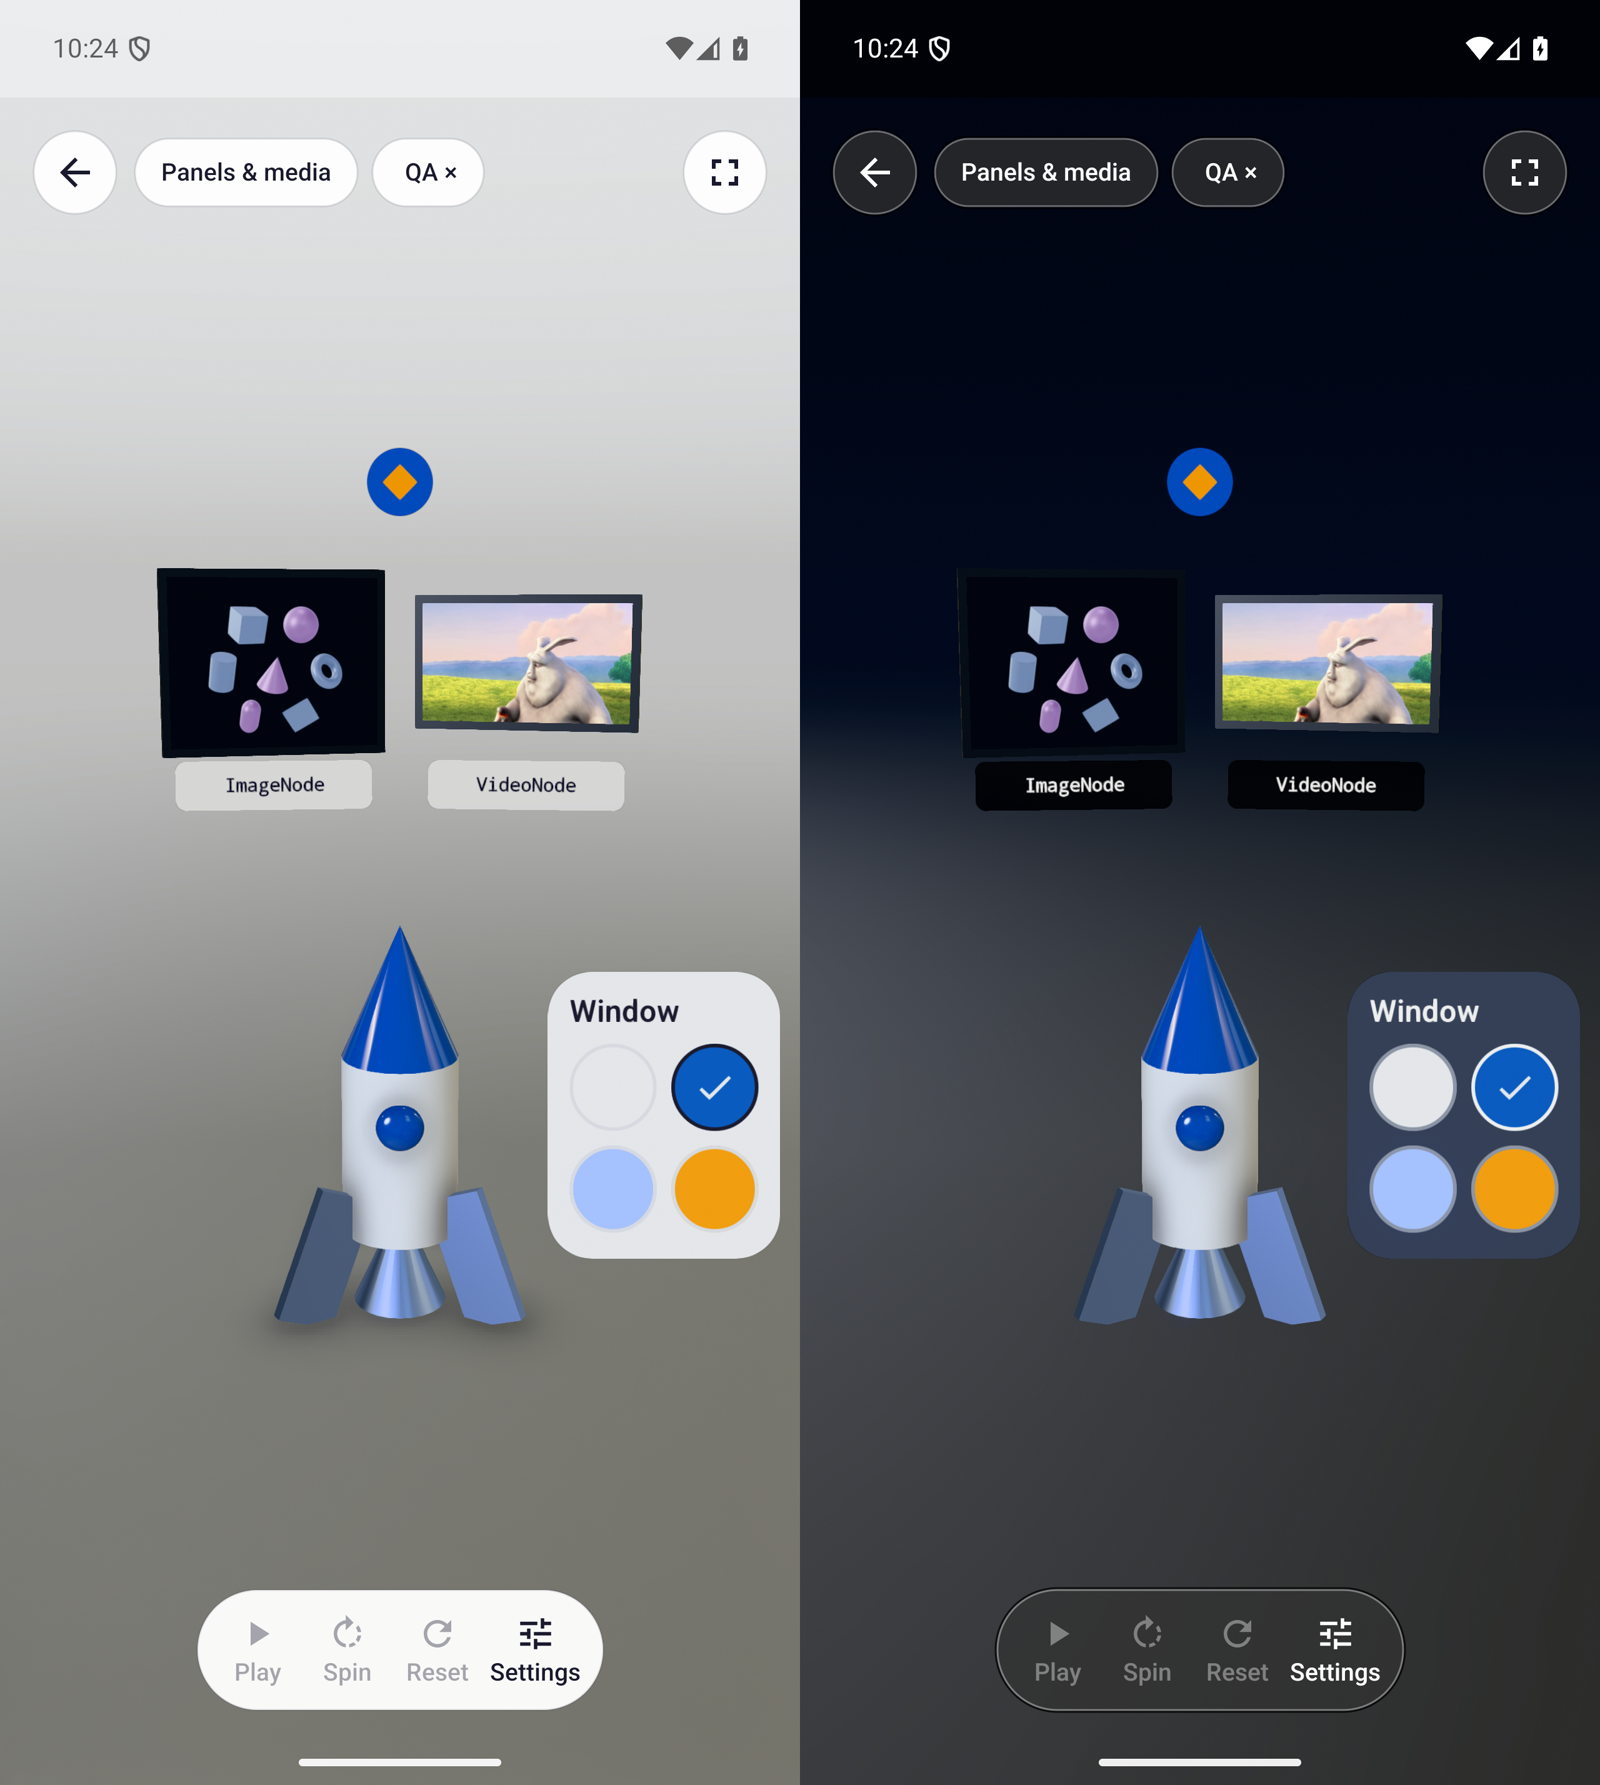 10:24
Panels & media
QA ×
ImageNode
VideoNode
Window
Play
Spin
Reset
Settings
10:24
Panels & media
QA ×
ImageNode
VideoNode
Window
Play
Spin
Reset
Settings